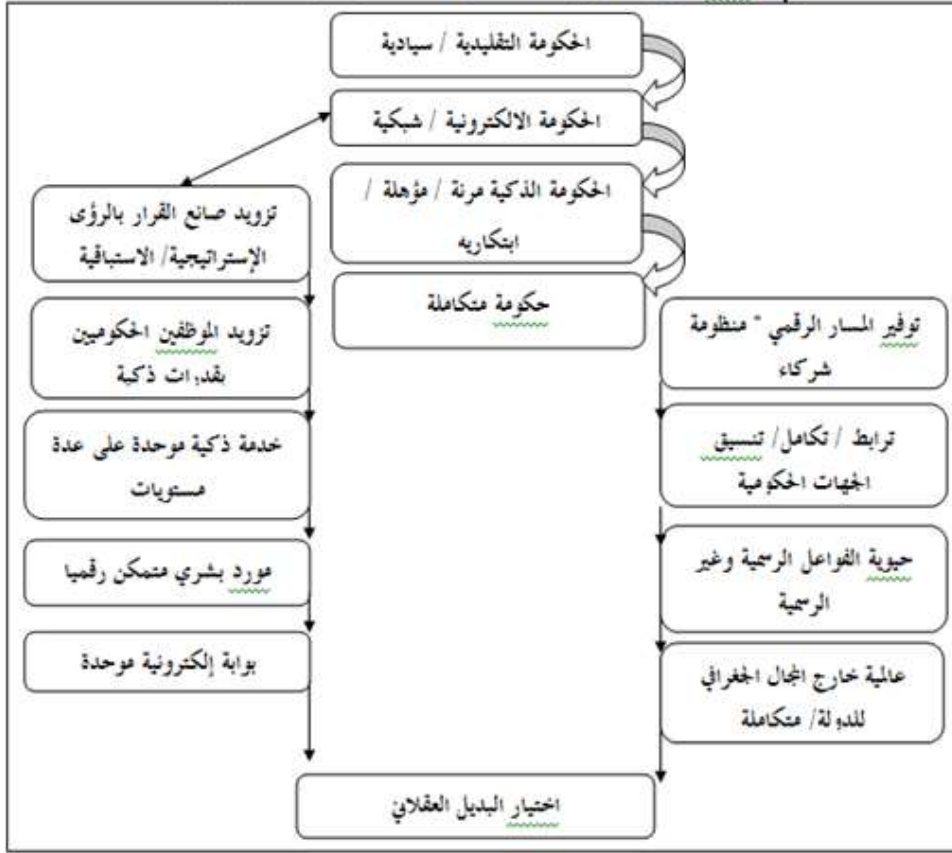 الحكومة التقليدية / سيادية
الحكومة الالكترونية / شبكية
الحكومة الذكية مرنة / مؤهلة /
ابتكاريه
حكومة متكاملة
توفير المسار الرقمي " منظومة
شركاء
ترابط / تكامل/ تنسيق
الجهات الحكومية
حيوية الفواعل الرسمية وغير
الرسمية
عالمية خارج المجال الجغرافي
للدولة/ متكاملة
تزويد صانع القرار بالرؤى
الإستراتيجية/ الاستباقية
تزويد الموظفين الحكوميين
بقدرات ذكية
خدمة ذكية موحدة على عدة
مستويات
مورد بشري متمكن رقميا
بوابة إلكترونية موحدة
اختيار البديل العقلاني